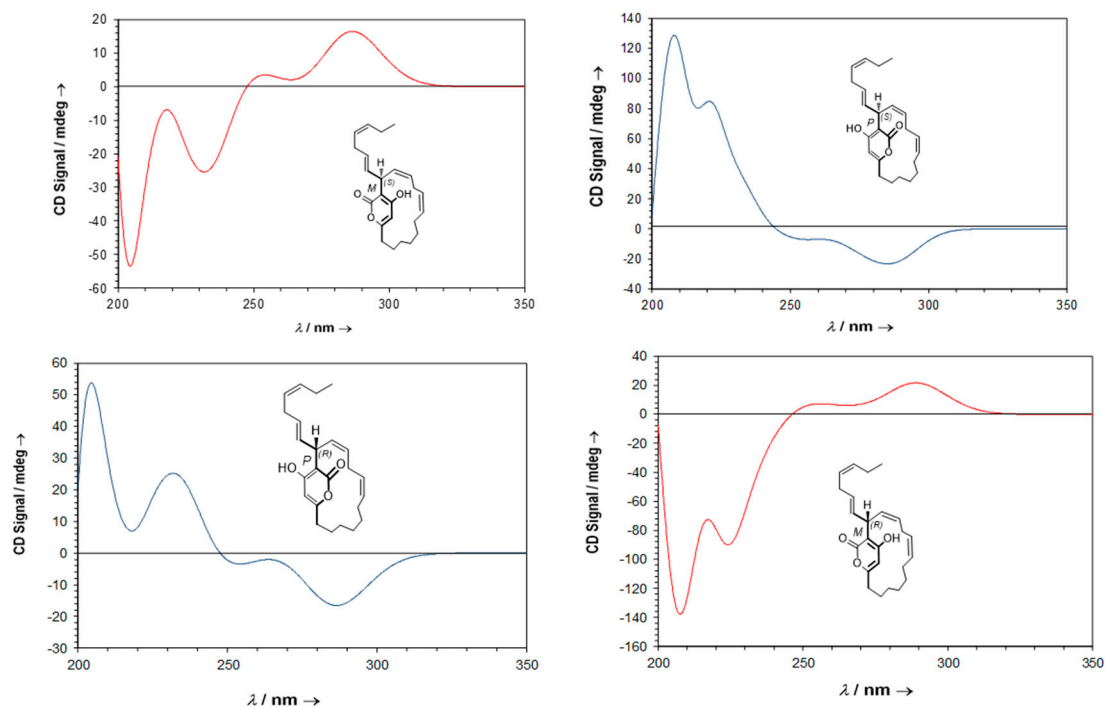 20
10
0
-10
-20
-30
-40
-50
-60
200
250
300
350
CD Signal / mdeg →
λ / nm →
H
(S)
M
O
OH
O
140
120
100
80
60
40
20
0
-20
-40
200
250
300
350
CD Signal / mdeg →
λ / nm →
H
(S)
P
HO
O
O
60
50
40
30
20
10
0
-10
-20
-30
200
250
300
350
CD Signal / mdeg →
λ / nm →
H
(R)
P
HO
O
O
40
20
0
-20
-40
-60
-80
-100
-120
-140
-160
200
250
300
350
CD Signal / mdeg →
λ / nm →
H
(R)
M
O
OH
O